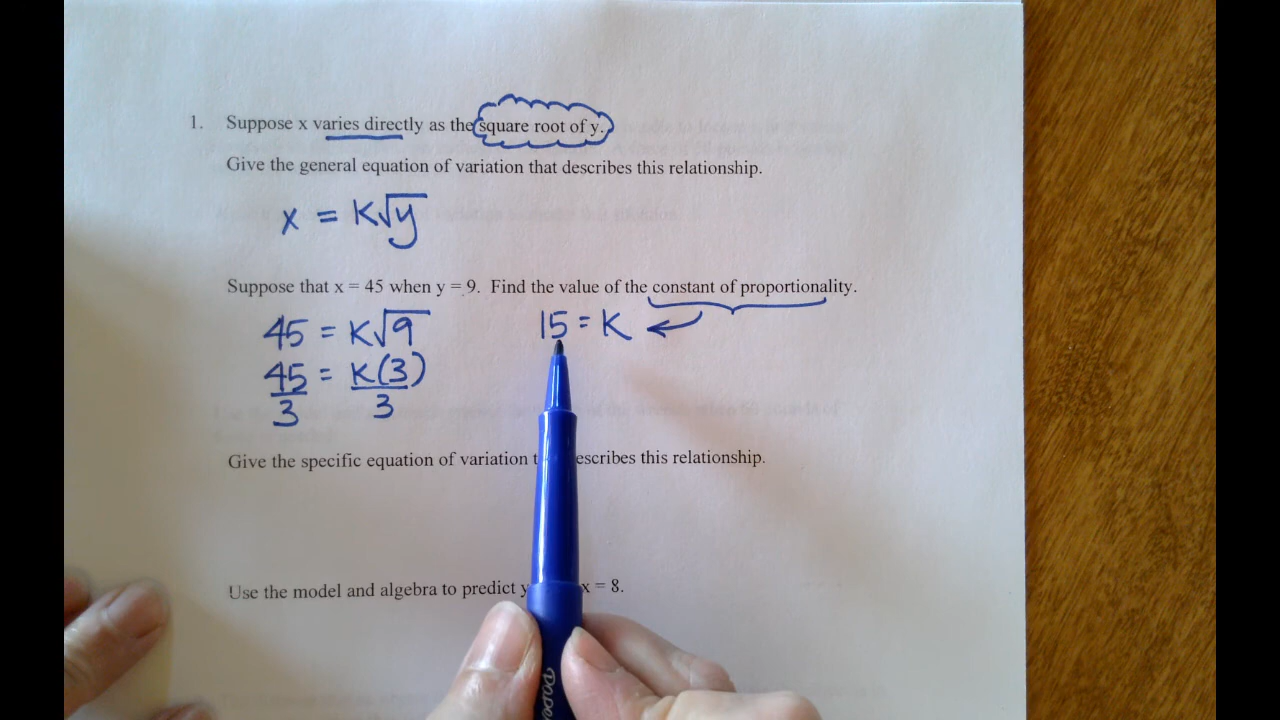 1. Suppose x varies directly as the square root of y.
Give the general equation of variation that describes this relationship.
x = K√y
Suppose that x = 45 when y = 9. Find the value of the constant of proportionality.
45 = K√9 15 = K
45 = K(3)
3 3
Give the specific equation of variation describes this relationship.
Use the model and algebra to predict y x = 8.